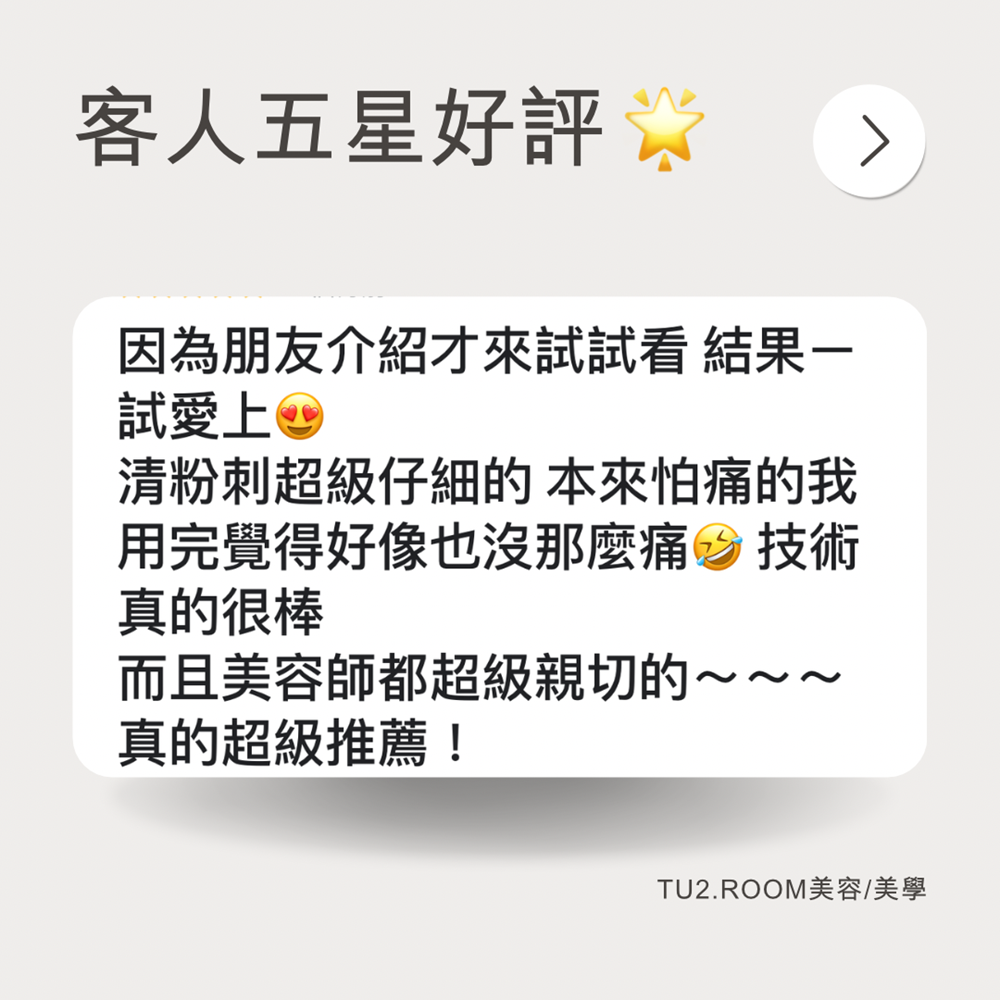 客人五星好評🌟
因為朋友介紹才來試試看 結果一
試愛上😍
清粉刺超級仔細的 本來怕痛的我
用完覺得好像也沒那麼痛🤣 技術
真的很棒
而且美容師都超級親切的～～～
真的超級推薦！
TU2.ROOM美容/美學